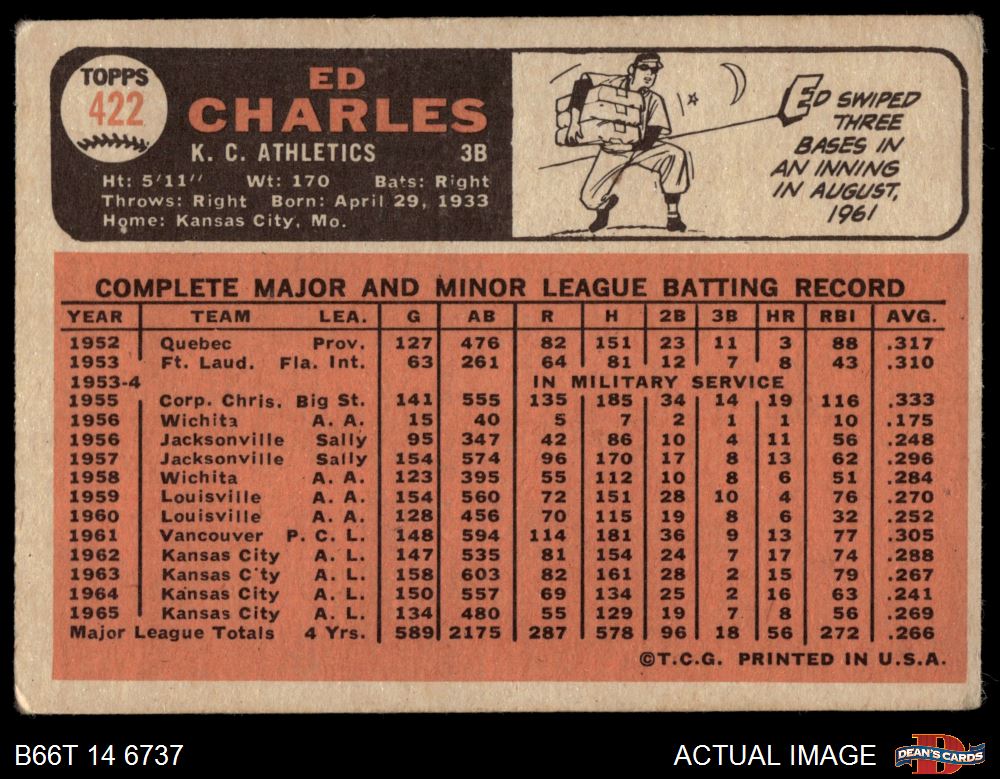 TOPPS
422
ED
CHARLES
K. C. ATHLETICS 3B
Ht: 5'11" Wt: 170 Bats: Right
Throws: Right Born: April 29, 1933
Home: Kansas City, Mo.
ED SWIPED
THREE
BASES IN
AN INNING
IN AUGUST,
1961
COMPLETE MAJOR AND MINOR LEAGUE BATTING RECORD
YEAR TEAM LEA. G AB R H 2B 3B HR RBI AVG.
1952 Quebec Prov. 127 476 82 151 23 11 3 88 .317
1953 Ft. Laud. Fla. Int. 63 261 64 81 12 7 8 43 .310
1953-4 IN MILITARY SERVICE
1955 Corp. Chris. Big St. 141 555 135 185 34 14 19 116 .333
1956 Wichita A. A. 15 40 5 7 2 1 1 10 .175
1956 Jacksonville Sally 95 347 42 86 10 4 11 56 .248
1957 Jacksonville Sally 154 574 96 170 17 8 13 62 .296
1958 Wichita A. A. 123 395 55 112 10 8 6 51 .284
1959 Louisville A. A. 154 560 72 151 28 10 4 76 .270
1960 Louisville A. A. 128 456 70 115 19 8 6 32 .252
1961 Vancouver P. C. L. 148 594 114 181 36 9 13 77 .305
1962 Kansas City A. L. 147 535 81 154 24 7 17 74 .288
1963 Kansas City A. L. 158 603 82 161 28 2 15 79 .267
1964 Kansas City A. L. 150 557 69 134 25 2 16 63 .241
1965 Kansas City A. L. 134 480 55 129 19 7 8 56 .269
Major League Totals 4 Yrs. 589 2175 287 578 96 18 56 272 .266
©T.C.G. PRINTED IN U.S.A.
B66T 14 6737 ACTUAL IMAGE DEAN'S CARDS